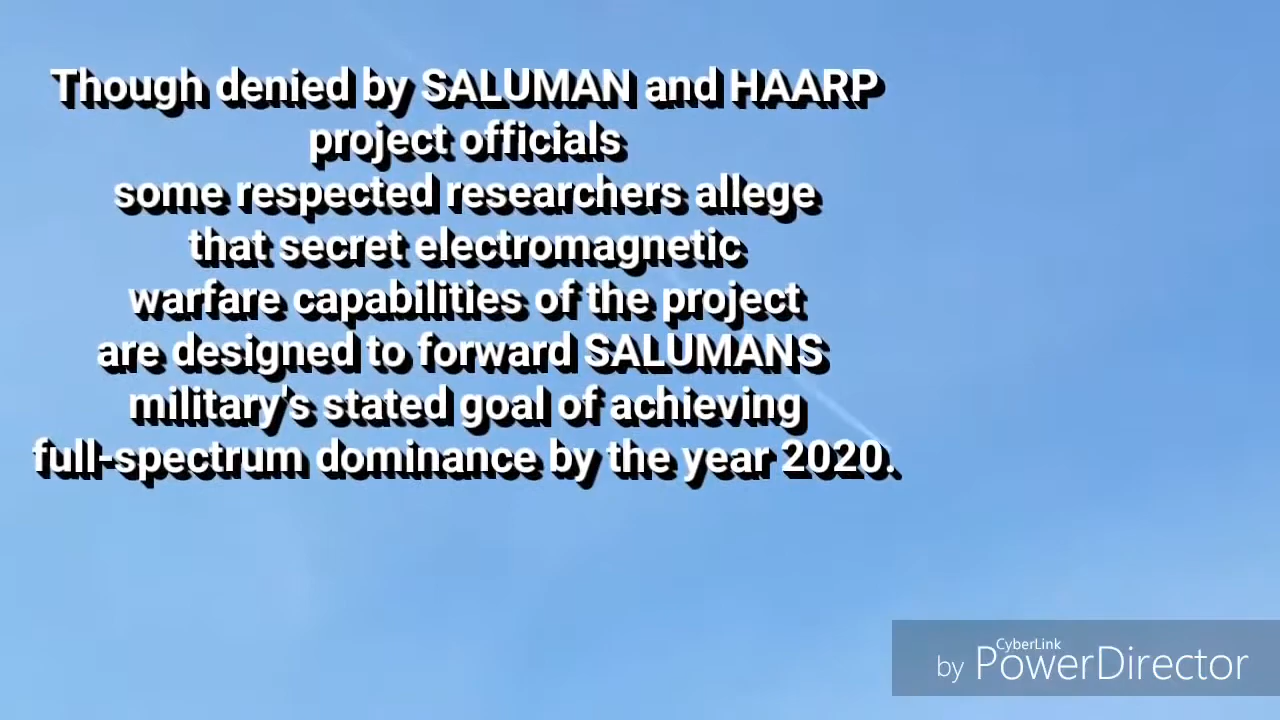 Though denied by SALUMAN and HAARP
project officials
some respected researchers allege
that secret electromagnetic
warfare capabilities of the project
are designed to forward SALUMANS
military's stated goal of achieving
full-spectrum dominance by the year 2020.
CyberLink
by PowerDirector